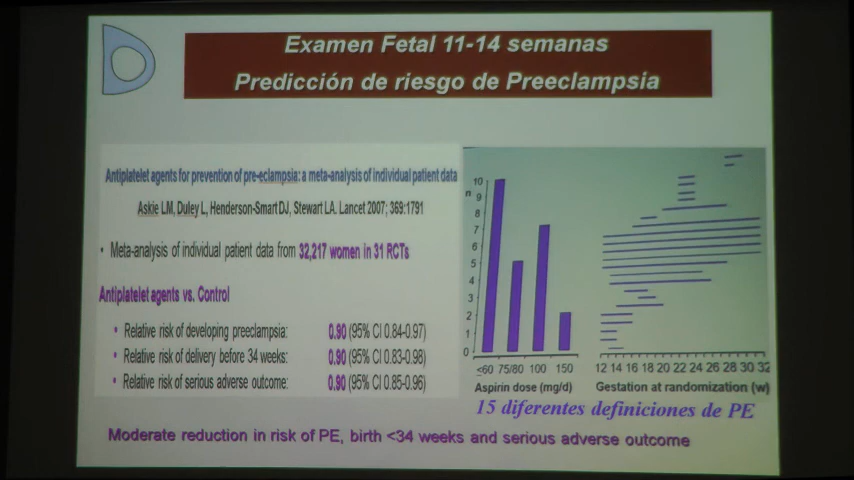 Examen Fetal 11-14 semanas
Predicción de riesgo de Preeclampsia
Antiplatelet agents for prevention of pre-eclampsia: a meta-analysis of individual patient data
Askie LM, Duley L, Henderson-Smart DJ, Stewart LA. Lancet 2007; 369:1791
• Meta-analysis of individual patient data from 32,217 women in 31 RCTs
Antiplatelet agents vs. Control
• Relative risk of developing preeclampsia: 0.90 (95% CI 0.84-0.97)
• Relative risk of delivery before 34 weeks: 0.90 (95% CI 0.83-0.98)
• Relative risk of serious adverse outcome: 0.90 (95% CI 0.85-0.96)
n
10
9
8
7
6
5
4
3
2
1
0
<60 75/80 100 150
Aspirin dose (mg/d)
12 14 16 18 20 22 24 26 28 30 32
Gestation at randomization (w)
15 diferentes definiciones de PE
Moderate reduction in risk of PE, birth <34 weeks and serious adverse outcome